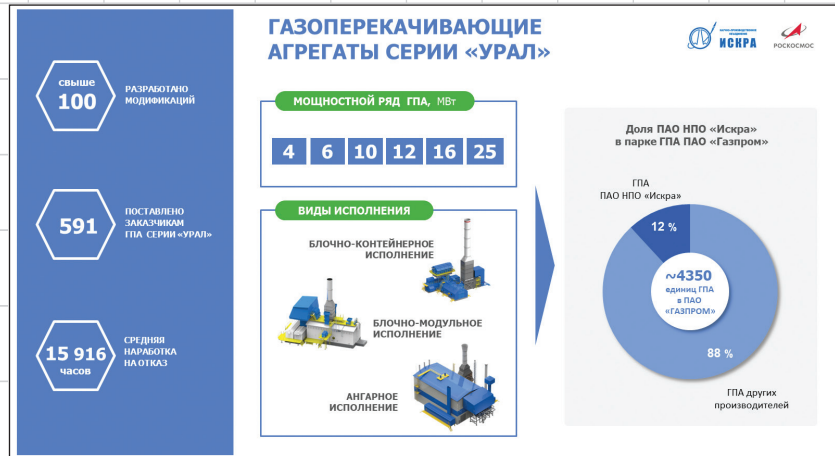 ГАЗОПЕРЕКАЧИВАЮЩИЕ
АГРЕГАТЫ СЕРИИ «УРАЛ»
ИСКРА
РОСКОСМОС
свыше
100
РАЗРАБОТАНО
МОДИФИКАЦИЙ
591
ПОСТАВЛЕНО
ЗАКАЗЧИКАМ
ГПА СЕРИИ «УРАЛ»
15 916
часов
СРЕДНЯЯ
НАРАБОТКА
НА ОТКАЗ
МОЩНОСТНОЙ РЯД ГПА, МВт
4 6 10 12 16 25
ВИДЫ ИСПОЛНЕНИЯ
БЛОЧНО-КОНТЕЙНЕРНОЕ
ИСПОЛНЕНИЕ
БЛОЧНО-МОДУЛЬНОЕ
ИСПОЛНЕНИЕ
АНГАРНОЕ
ИСПОЛНЕНИЕ
Доля ПАО НПО «Искра»
в парке ГПА ПАО «Газпром»
ГПА
ПАО НПО «Искра»
12 %
~4350
единиц ГПА
в ПАО
«ГАЗПРОМ»
88 %
ГПА других
производителей